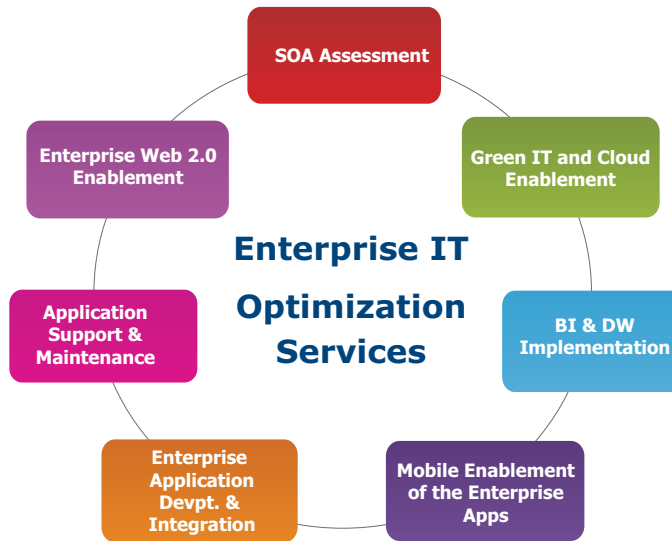 SOA Assessment
Enterprise Web 2.0
Enablement
Green IT and Cloud
Enablement
Enterprise IT
Optimization
Services
Application
Support &
Maintenance
BI & DW
Implementation
Enterprise
Application
Devpt. &
Integration
Mobile Enablement
of the Enterprise
Apps